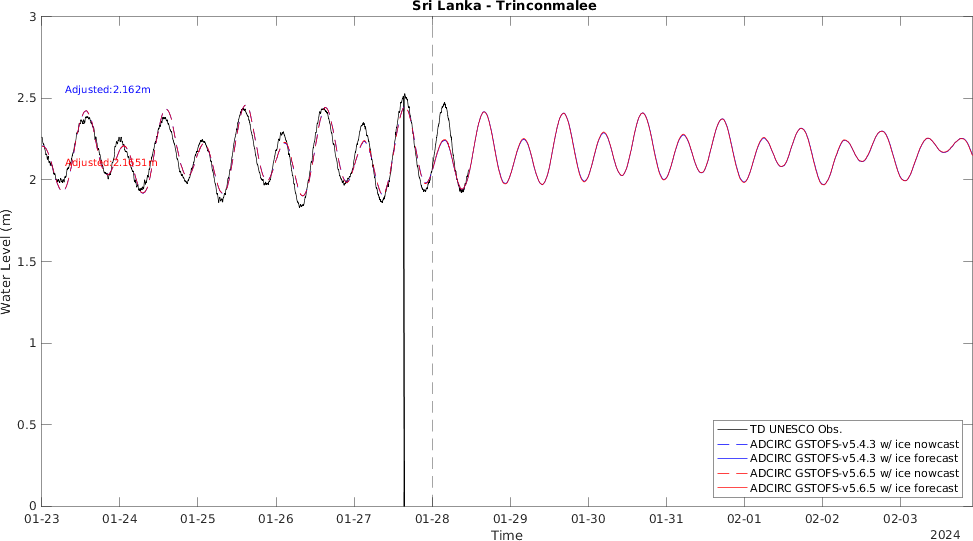 Sri Lanka - Trinconmalee
3
2.5
2
1.5
1
0.5
0
Water Level (m)
Adjusted:2.162m
Adjusted:2.1651m
TD UNESCO Obs.
ADCIRC GSTOFS-v5.4.3 w/ ice nowcast
ADCIRC GSTOFS-v5.4.3 w/ ice forecast
ADCIRC GSTOFS-v5.6.5 w/ ice nowcast
ADCIRC GSTOFS-v5.6.5 w/ ice forecast
01-23 01-24 01-25 01-26 01-27 01-28 01-29 01-30 01-31 02-01 02-02 02-03
Time
2024